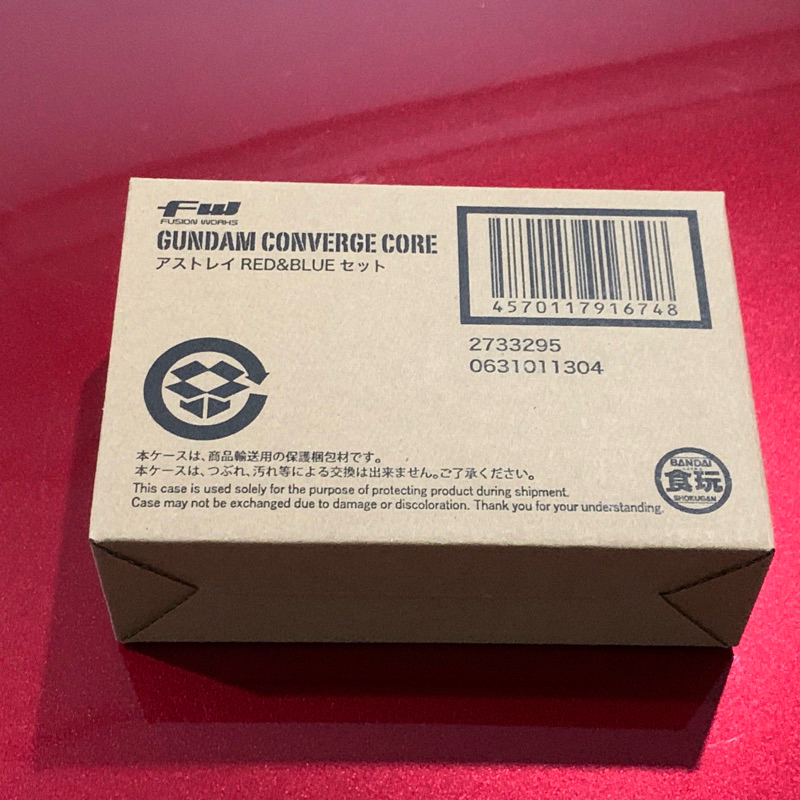 fw
FUSION WORKS
GUNDAM CONVERGE CORE
アストレイ RED&BLUE セット
4570117916748
2733295
0631011304
本ケースは、商品輸送用の保護梱包材です。
本ケースは、つぶれ、汚れ等による交換は出来ません。ご了承ください。
This case is used solely for the purpose of protecting product during shipment.
Case may not be exchanged due to damage or discoloration. Thank you for your understanding.
BANDAI
食玩
SHOKUGAN